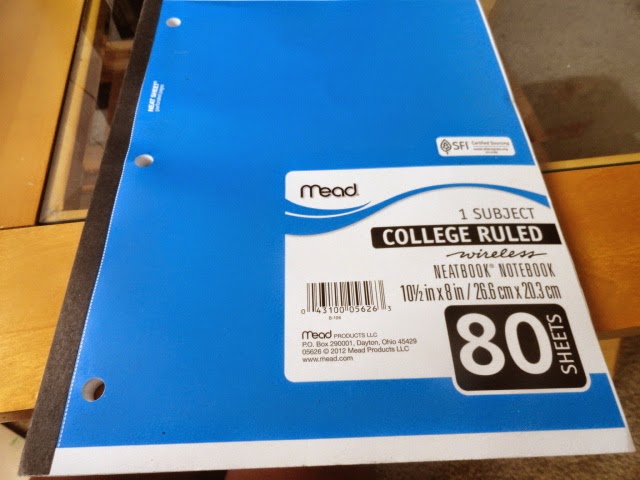 NEAT SHEET®
SFI
Certified Sourcing
mead®
1 SUBJECT
COLLEGE RULED
wireless
NEATBOOK® NOTEBOOK
10½ in x 8 in / 26.6 cm x 20.3 cm
0 43100 05626 3
80
SHEETS
mead PRODUCTS LLC
P.O. Box 290001, Dayton, Ohio 45429
05626 © 2012 Mead Products LLC
www.mead.com